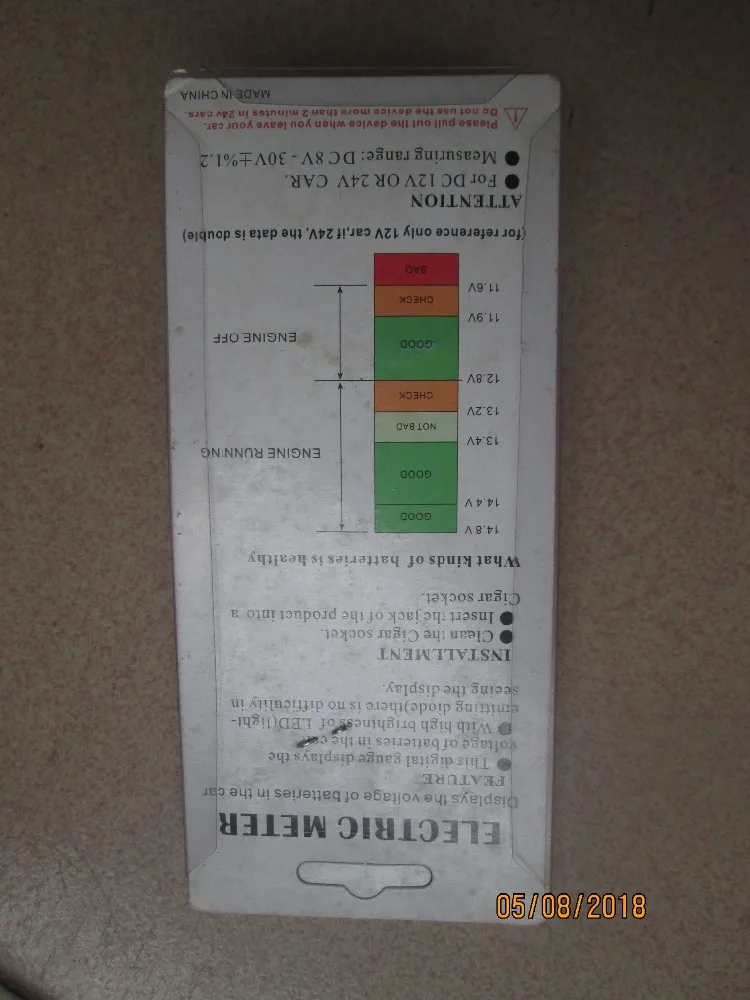 ELECTRIC METER
Displays the voltage of batteries in the car
FEATURE
● This digital gauge displays the
voltage of batteries in the car
● With high brightness of LED(light-
emitting diode)there is no difficulity in
seeing the display.
INSTALLMENT
● Clean the Cigar socket.
● Insert the jack of the product into a
Cigar socket.
What kinds of batteries is healthy
14.8V
GOOD
14.4V
GOOD
ENGINE RUNNING
13.4V
NOT BAD
13.2V
CHECK
12.8V
GOOD
ENGINE OFF
11.9V
CHECK
11.6V
BAD
(for reference only 12V car,if 24V, the data is double)
ATTENTION
● For DC 12V OR 24V CAR.
● Measuring range: DC 8V - 30V±%1.2
Please pull out the device when you leave your car.
Do not use the device more than 2 minutes in 24v cars.
MADE IN CHINA
05/08/2018